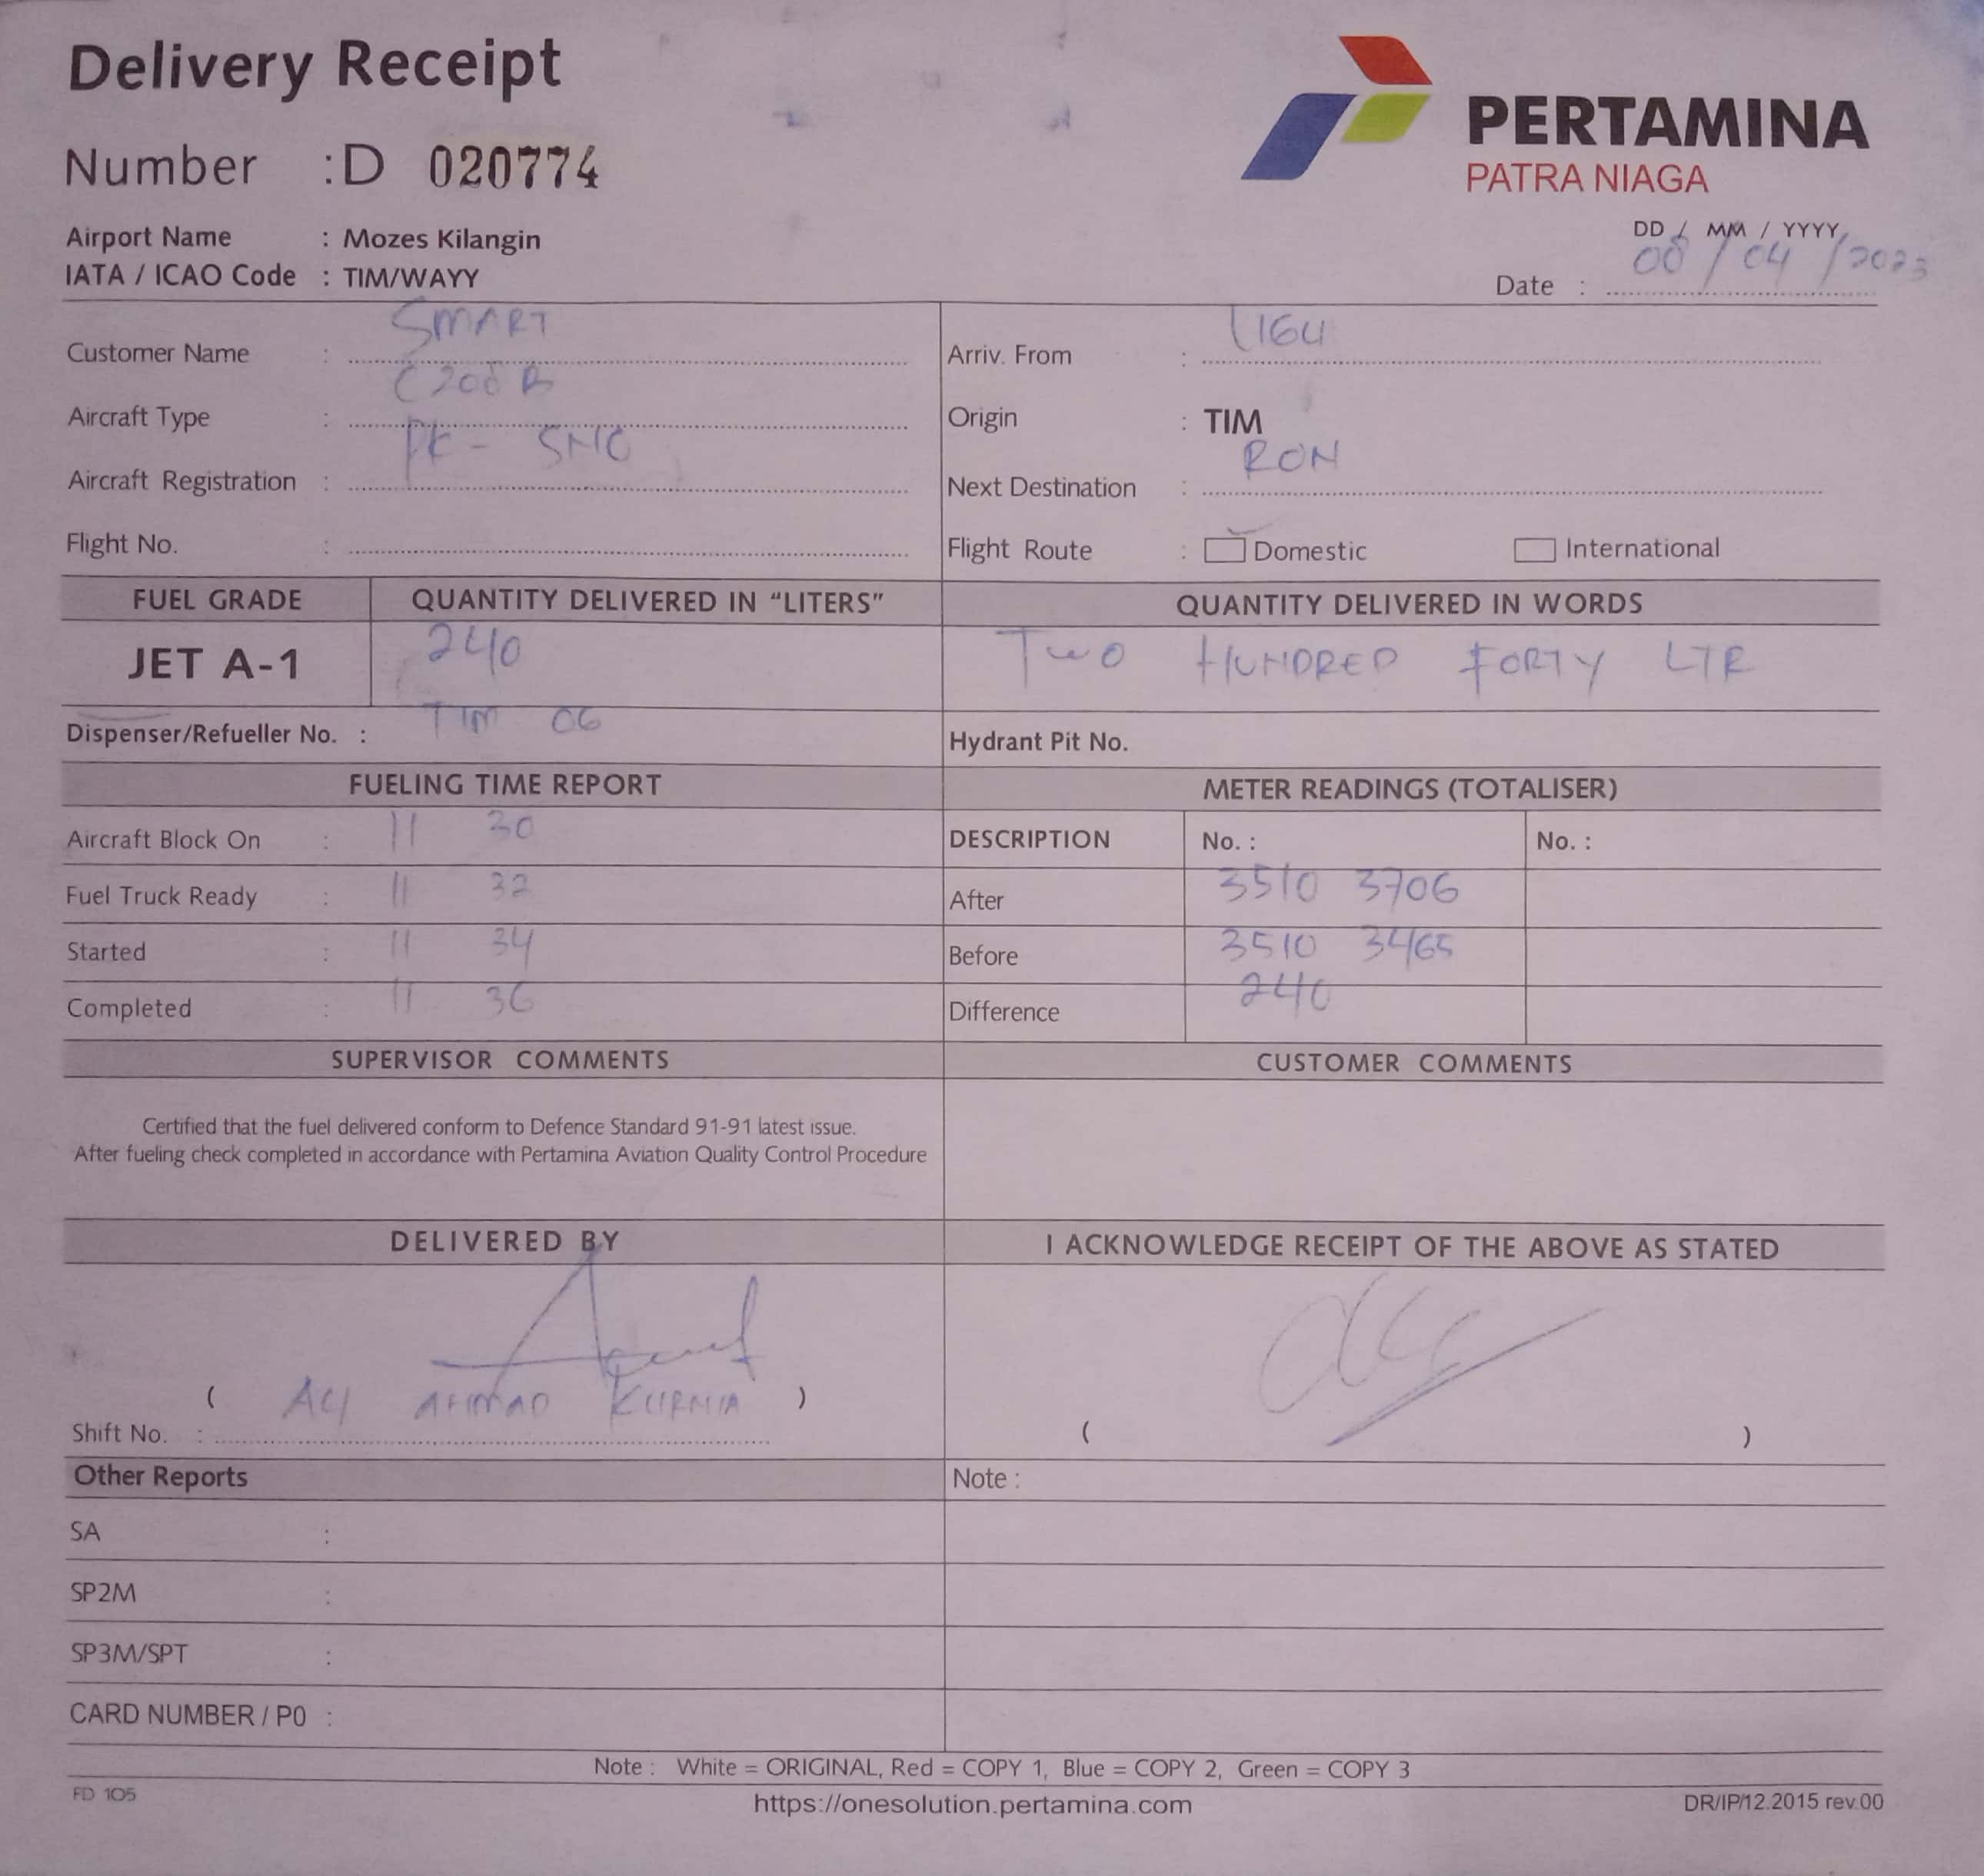 Delivery Receipt
Number :D 020774
PERTAMINA
PATRA NIAGA
Airport Name : Mozes Kilangin
IATA / ICAO Code : TIM/WAYY
DD / MM / YYYY
Date : 08/04/2023
Customer Name : SMART
Aircraft Type : C208B
Aircraft Registration : PK-
Flight No. :
Arriv. From :
Origin : TIM
Next Destination : RON
Flight Route : Domestic International
FUEL GRADE QUANTITY DELIVERED IN “LITERS” QUANTITY DELIVERED IN WORDS
JET A-1 240 TWO HUNDRED FORTY LTR
Dispenser/Refueller No. : TIM 06 Hydrant Pit No.
FUELING TIME REPORT METER READINGS (TOTALISER)
Aircraft Block On : 11 30 DESCRIPTION No. : No. :
Fuel Truck Ready : 11 32 After 3510 3706
Started : 11 34 Before 3510 3465
Completed : 11 36 Difference 240
SUPERVISOR COMMENTS CUSTOMER COMMENTS
Certified that the fuel delivered conform to Defence Standard 91-91 latest issue.
After fueling check completed in accordance with Pertamina Aviation Quality Control Procedure
DELIVERED BY I ACKNOWLEDGE RECEIPT OF THE ABOVE AS STATED
( AHMAD KURNIA )
Shift No. : ( )
Other Reports Note :
SA :
SP2M :
SP3M/SPT :
CARD NUMBER / P0 :
Note : White = ORIGINAL, Red = COPY 1, Blue = COPY 2, Green = COPY 3
FD 105
https://onesolution.pertamina.com
DR/IP/12.2015 rev.00